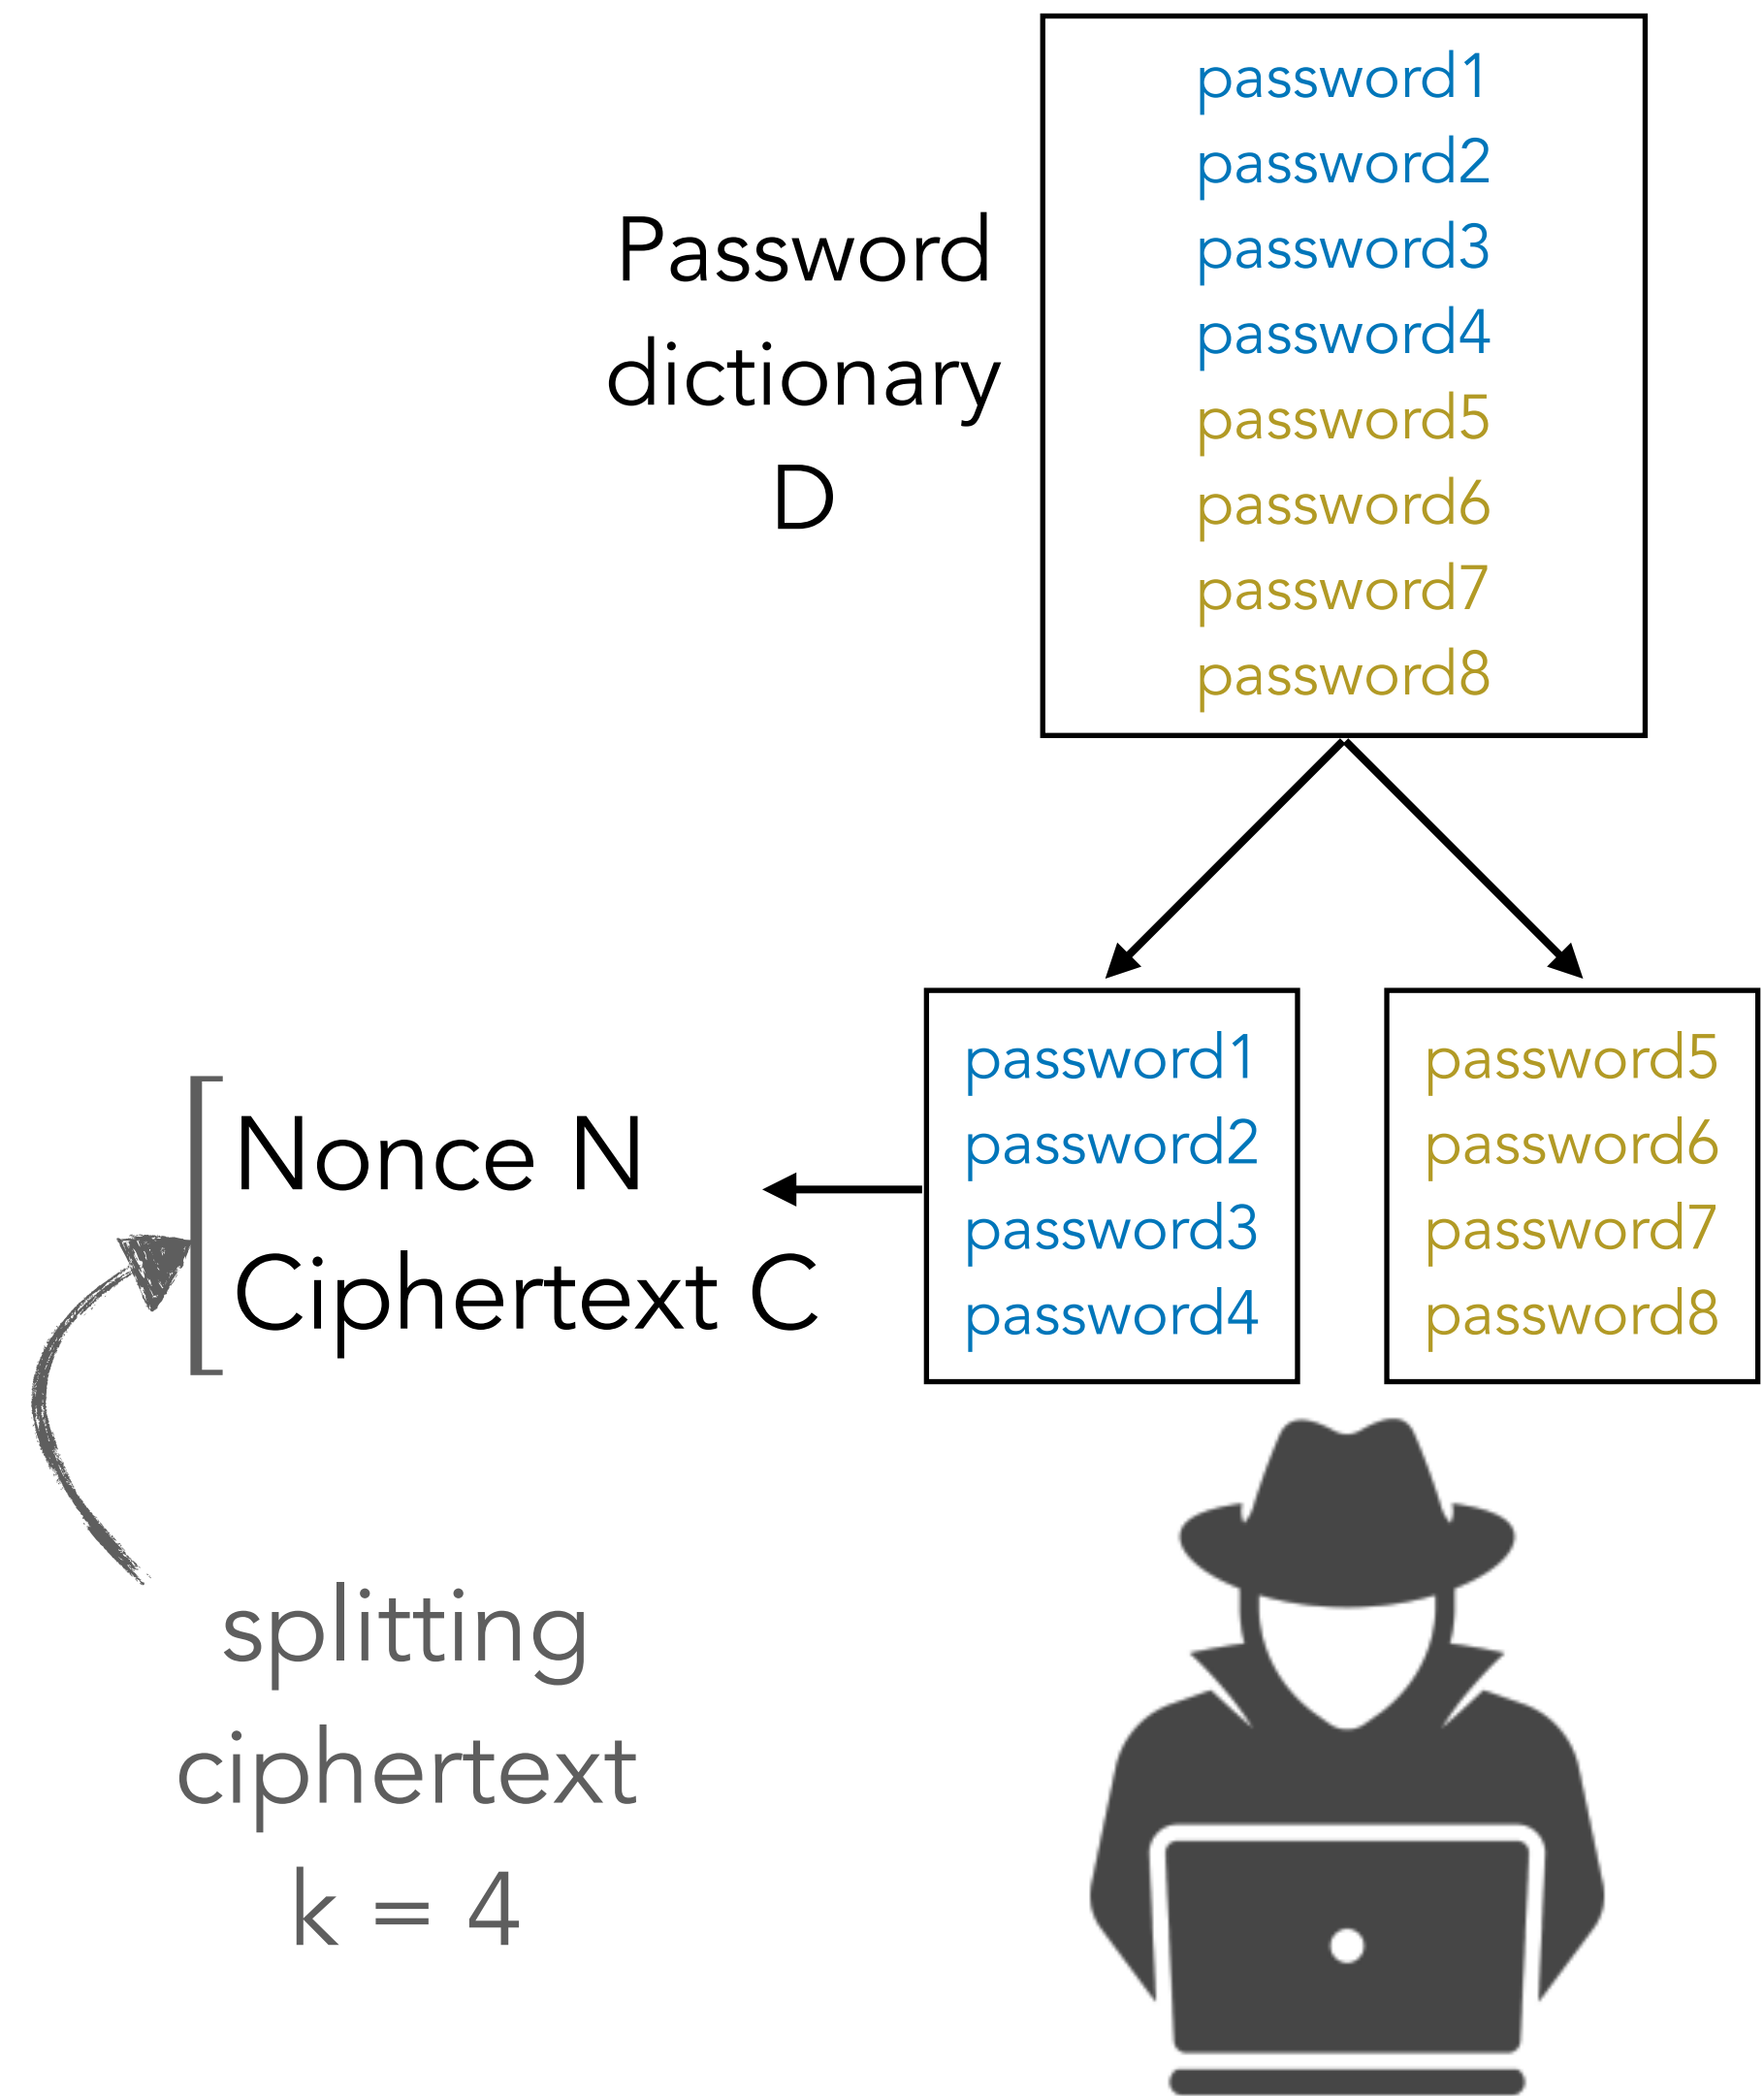 password1
password2
password3
password4
password5
password6
password7
password8
Password
dictionary
D
password1
password2
password3
password4
password5
password6
password7
password8
Nonce N
Ciphertext C
splitting
ciphertext
k = 4